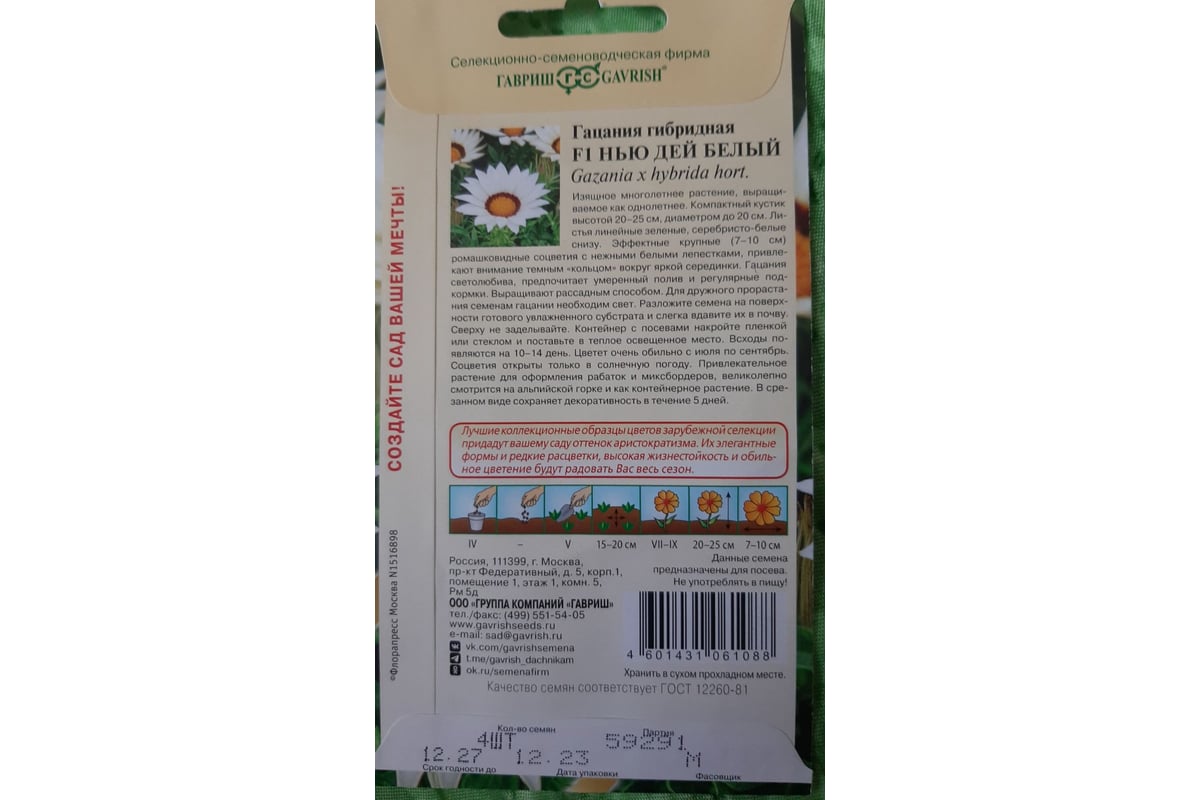 Селекционно-семеноводческая фирма
ГАВРИШ ГС GAVRISH®
Гацания гибридная
F1 НЬЮ ДЕЙ БЕЛЫЙ
Gazania x hybrida hort.
Изящное многолетнее растение, выращи-
ваемое как однолетнее. Компактный кустик
высотой 20–25 см, диаметром до 20 см. Ли-
стья линейные зеленые, серебристо-белые
снизу. Эффектные крупные (7–10 см)
ромашковидные соцветия с нежными белыми лепестками, привле-
кают внимание темным «кольцом» вокруг яркой серединки. Гацания
светолюбива, предпочитает умеренный полив и регулярные под-
кормки. Выращивают рассадным способом. Для дружного прораста-
ния семенам гацании необходим свет. Разложите семена на поверх-
ности готового увлажненного субстрата и слегка вдавите их в почву.
Сверху не заделывайте. Контейнер с посевами накройте пленкой
или стеклом и поставьте в теплое освещенное место. Всходы по-
являются на 10–14 день. Цветет очень обильно с июля по сентябрь.
Соцветия открыты только в солнечную погоду. Привлекательное
растение для оформления рабаток и миксбордеров, великолепно
смотрится на альпийской горке и как контейнерное растение. В сре-
занном виде сохраняет декоративность в течение 5 дней.
Лучшие коллекционные образцы цветов зарубежной селекции
придадут вашему саду оттенок аристократизма. Их элегантные
формы и редкие расцветки, высокая жизнестойкость и обиль-
ное цветение будут радовать Вас весь сезон.
IV – V 15–20 см VII–IX 20–25 см 7–10 см
Россия, 111399, г. Москва,
пр-кт Федеративный, д. 5, корп.1,
помещение 1, этаж 1, комн. 5,
Рм 5д
ООО «ГРУППА КОМПАНИЙ «ГАВРИШ»
тел./факс: (499) 551-54-05
www.gavrishseeds.ru
e-mail: sad@gavrish.ru
vk.com/gavrishsemena
t.me/gavrish_dachnikam
ok.ru/semenafirm
Данные семена
предназначены для посева.
Не употреблять в пищу!
4 601431 061088
Хранить в сухом прохладном месте.
Качество семян соответствует ГОСТ 12260-81
Кол-во семян
4ШТ
Партия
59291
12.27
Срок годности до
12.23
Дата упаковки
М
Фасовщик
СОЗДАЙТЕ САД ВАШЕЙ МЕЧТЫ!
©Флорапресс Москва N1516898